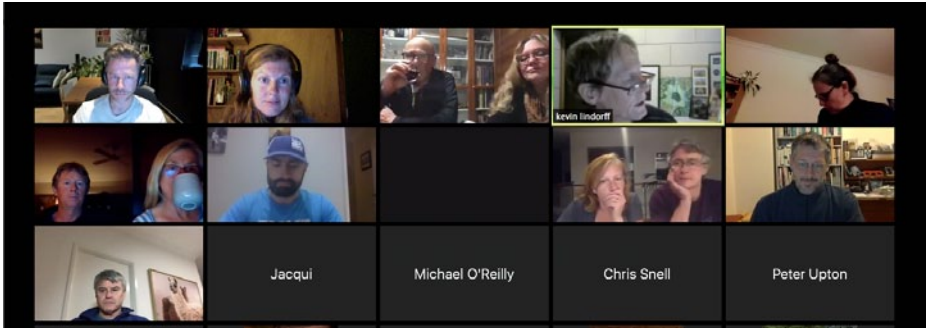 kevin lindorff
Jacqui
Michael O'Reilly
Chris Snell
Peter Upton